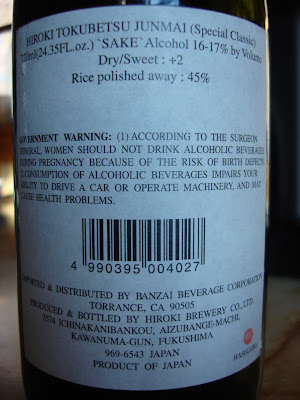 HIROKI TOKUBETSU JUNMAI (Special Classic)
720ml(24.35FL.oz.) `SAKE` Alcohol 16-17% by Volume
Dry/Sweet : +2
Rice polished away : 45%
GOVERNMENT WARNING: (1) ACCORDING TO THE SURGEON
GENERAL, WOMEN SHOULD NOT DRINK ALCOHOLIC BEVERAGES
DURING PREGNANCY BECAUSE OF THE RISK OF BIRTH DEFECTS.
(2) CONSUMPTION OF ALCOHOLIC BEVERAGES IMPAIRS YOUR
ABILITY TO DRIVE A CAR OR OPERATE MACHINERY, AND MAY
CAUSE HEALTH PROBLEMS.
4 990395 004027
IMPORTED & DISTRIBUTED BY BANZAI BEVERAGE CORPORATION
TORRANCE, CA 90505
PRODUCED & BOTTLED BY HIROKI BREWERY CO., LTD.
3574 ICHINAKANIBANKOU, AIZUBANGE-MACHI,
KAWANUMA-GUN, FUKUSHIMA
969-6543 JAPAN
PRODUCT OF JAPAN
HASEGAWA